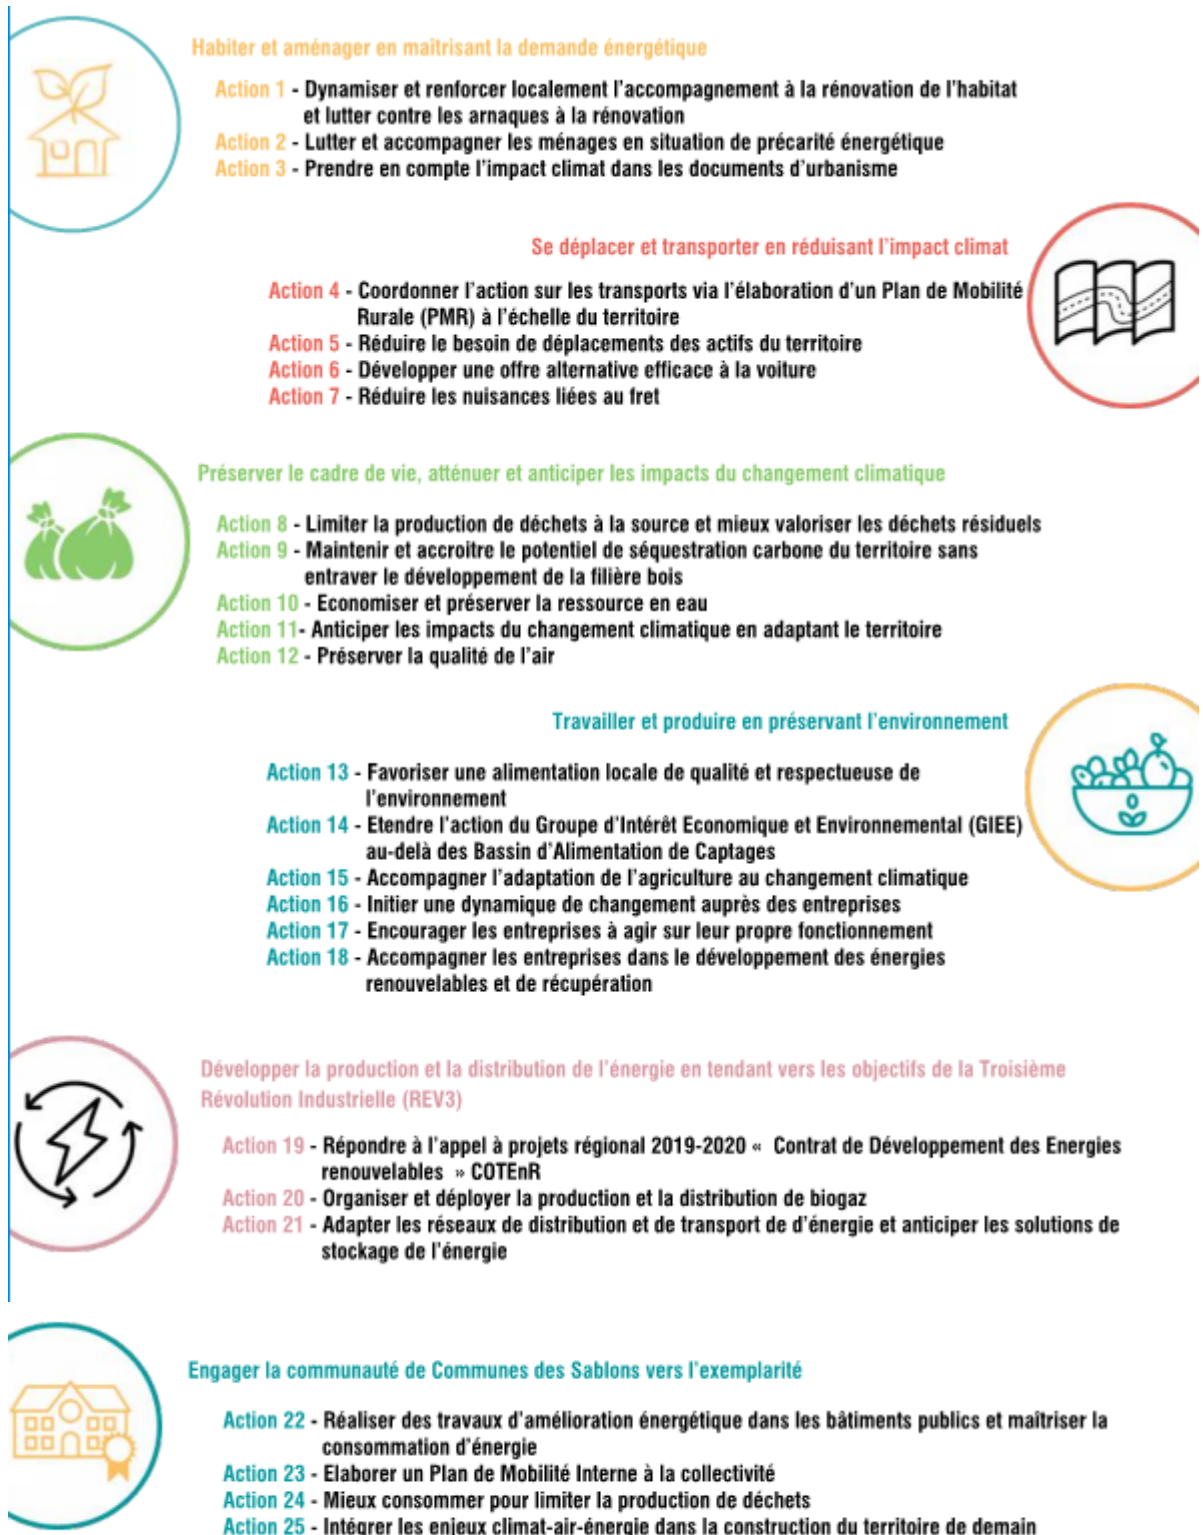 Habiter et aménager en maîtrisant la demande énergétique
Action 1 - Dynamiser et renforcer localement l'accompagnement à la rénovation de l'habitat
et lutter contre les arnaques à la rénovation
Action 2 - Lutter et accompagner les ménages en situation de précarité énergétique
Action 3 - Prendre en compte l'impact climat dans les documents d'urbanisme
Se déplacer et transporter en réduisant l'impact climat
Action 4 - Coordonner l'action sur les transports via l'élaboration d'un Plan de Mobilité
Rurale (PMR) à l'échelle du territoire
Action 5 - Réduire le besoin de déplacements des actifs du territoire
Action 6 - Développer une offre alternative efficace à la voiture
Action 7 - Réduire les nuisances liées au fret
Préserver le cadre de vie, atténuer et anticiper les impacts du changement climatique
Action 8 - Limiter la production de déchets à la source et mieux valoriser les déchets résiduels
Action 9 - Maintenir et accroitre le potentiel de séquestration carbone du territoire sans
entraver le développement de la filière bois
Action 10 - Economiser et préserver la ressource en eau
Action 11- Anticiper les impacts du changement climatique en adaptant le territoire
Action 12 - Préserver la qualité de l'air
Travailler et produire en préservant l'environnement
Action 13 - Favoriser une alimentation locale de qualité et respectueuse de
l'environnement
Action 14 - Etendre l'action du Groupe d'Intérêt Economique et Environnemental (GIEE)
au-delà des Bassin d'Alimentation de Captages
Action 15 - Accompagner l'adaptation de l'agriculture au changement climatique
Action 16 - Initier une dynamique de changement auprès des entreprises
Action 17 - Encourager les entreprises à agir sur leur propre fonctionnement
Action 18 - Accompagner les entreprises dans le développement des énergies
renouvelables et de récupération
Développer la production et la distribution de l'énergie en tendant vers les objectifs de la Troisième
Révolution Industrielle (REV3)
Action 19 - Répondre à l'appel à projets régional 2019-2020 « Contrat de Développement des Energies
renouvelables » COTEnR
Action 20 - Organiser et déployer la production et la distribution de biogaz
Action 21 - Adapter les réseaux de distribution et de transport de d'énergie et anticiper les solutions de
stockage de l'énergie
Engager la communauté de Communes des Sablons vers l'exemplarité
Action 22 - Réaliser des travaux d'amélioration énergétique dans les bâtiments publics et maîtriser la
consommation d'énergie
Action 23 - Elaborer un Plan de Mobilité Interne à la collectivité
Action 24 - Mieux consommer pour limiter la production de déchets
Action 25 - Intégrer les enjeux climat-air-énergie dans la construction du territoire de demain